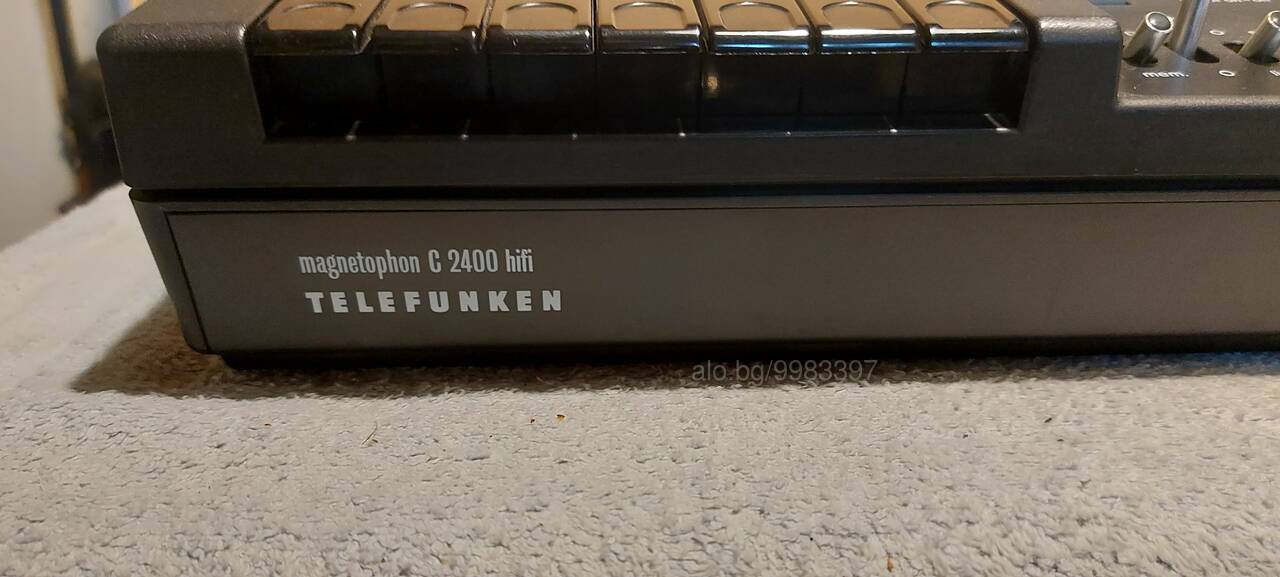 mem.
magnetophon C 2400 hifi
TELEFUNKEN
alo.bg/9983397